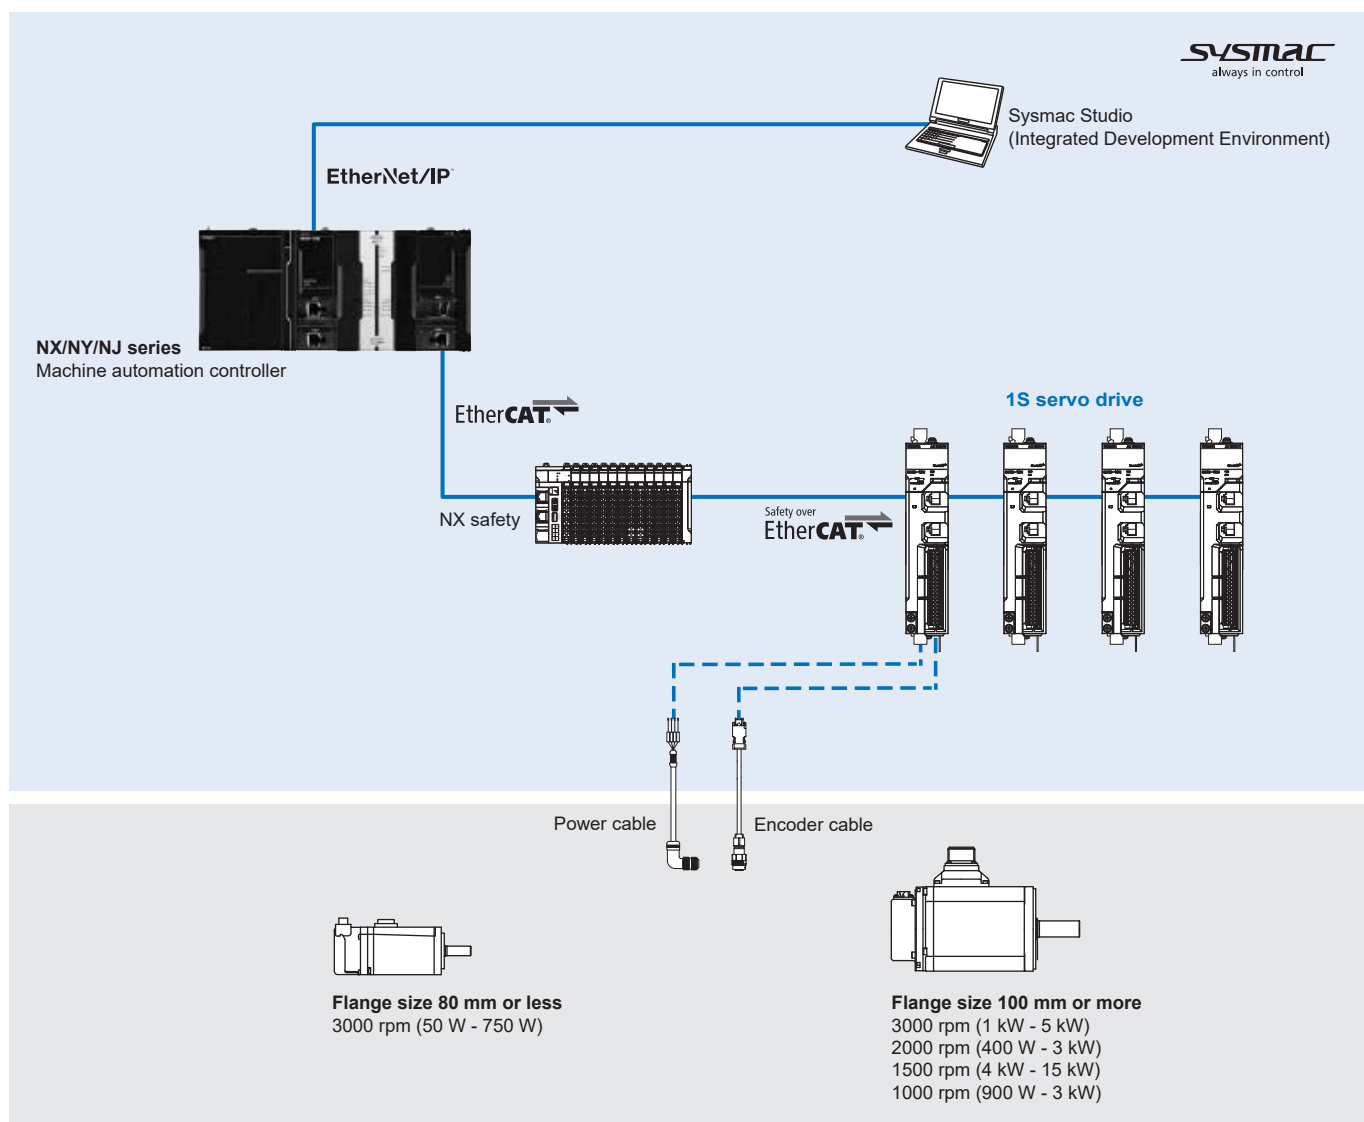 sysmac
always in control
Sysmac Studio
(Integrated Development Environment)
EtherNet/IP™
NX/NY/NJ series
Machine automation controller
EtherCAT®
1S servo drive
NX safety
Safety over
EtherCAT®
Power cable
Encoder cable
Flange size 80 mm or less
3000 rpm (50 W - 750 W)
Flange size 100 mm or more
3000 rpm (1 kW - 5 kW)
2000 rpm (400 W - 3 kW)
1500 rpm (4 kW - 15 kW)
1000 rpm (900 W - 3 kW)